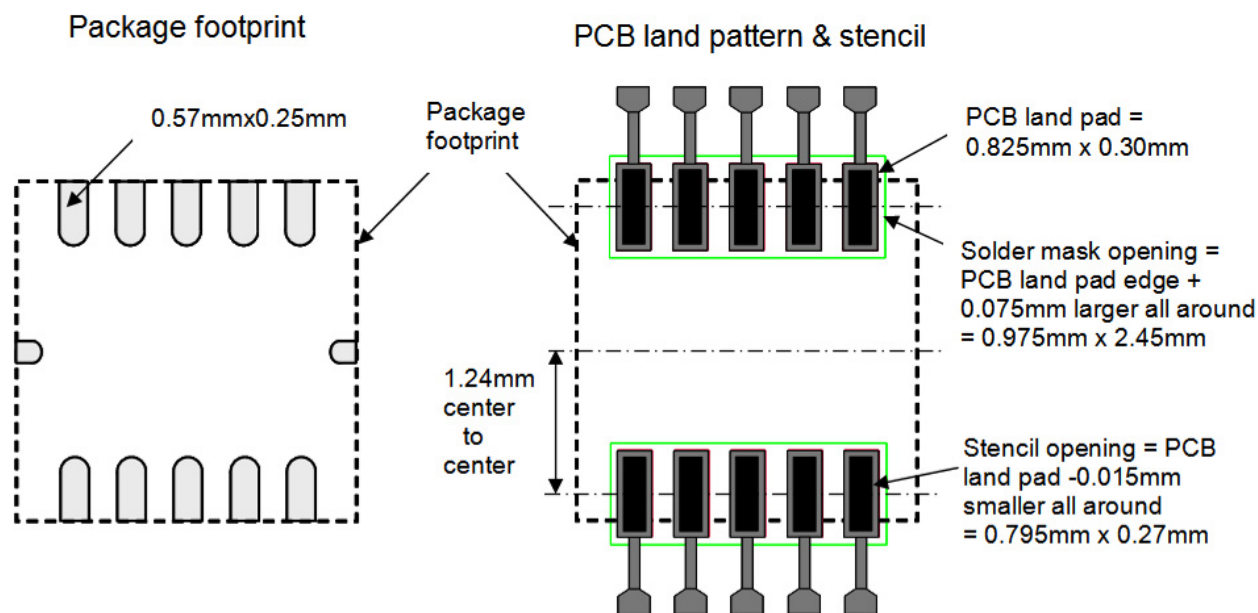 Package footprint
PCB land pattern & stencil
0.57mmx0.25mm
Package
footprint
PCB land pad =
0.825mm x 0.30mm
Solder mask opening =
PCB land pad edge +
0.075mm larger all around
= 0.975mm x 2.45mm
1.24mm
center
to
center
Stencil opening = PCB
land pad -0.015mm
smaller all around
= 0.795mm x 0.27mm